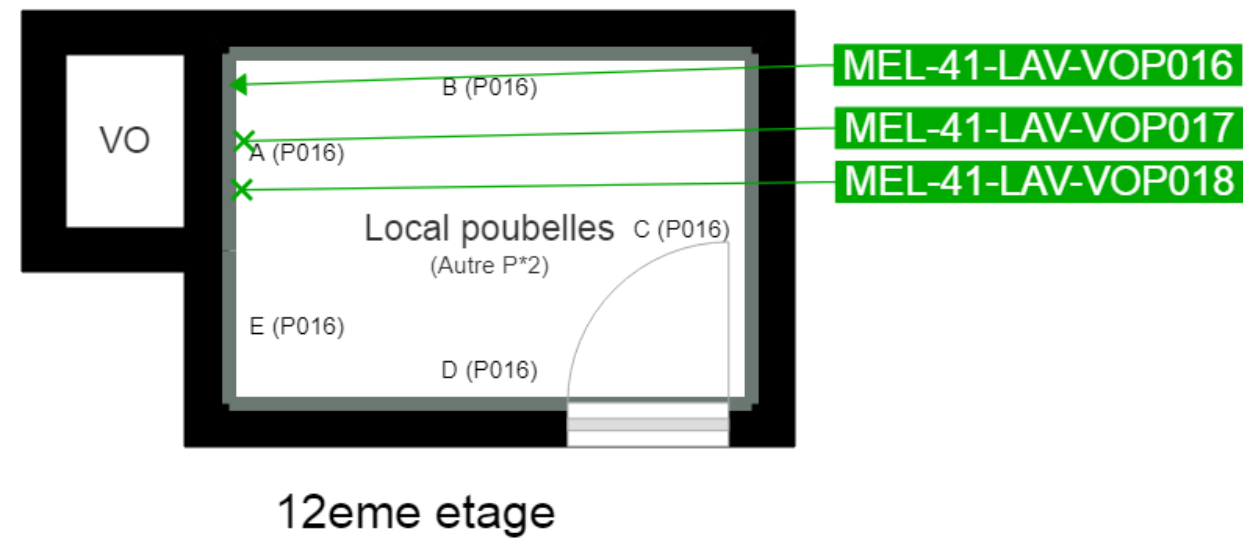 MEL-41-LAV-VOP016
B (P016)
MEL-41-LAV-VOP017
VO
A (P016)
MEL-41-LAV-VOP018
Local poubelles
C (P016)
(Autre P*2)
E (P016)
D (P016)
12eme etage